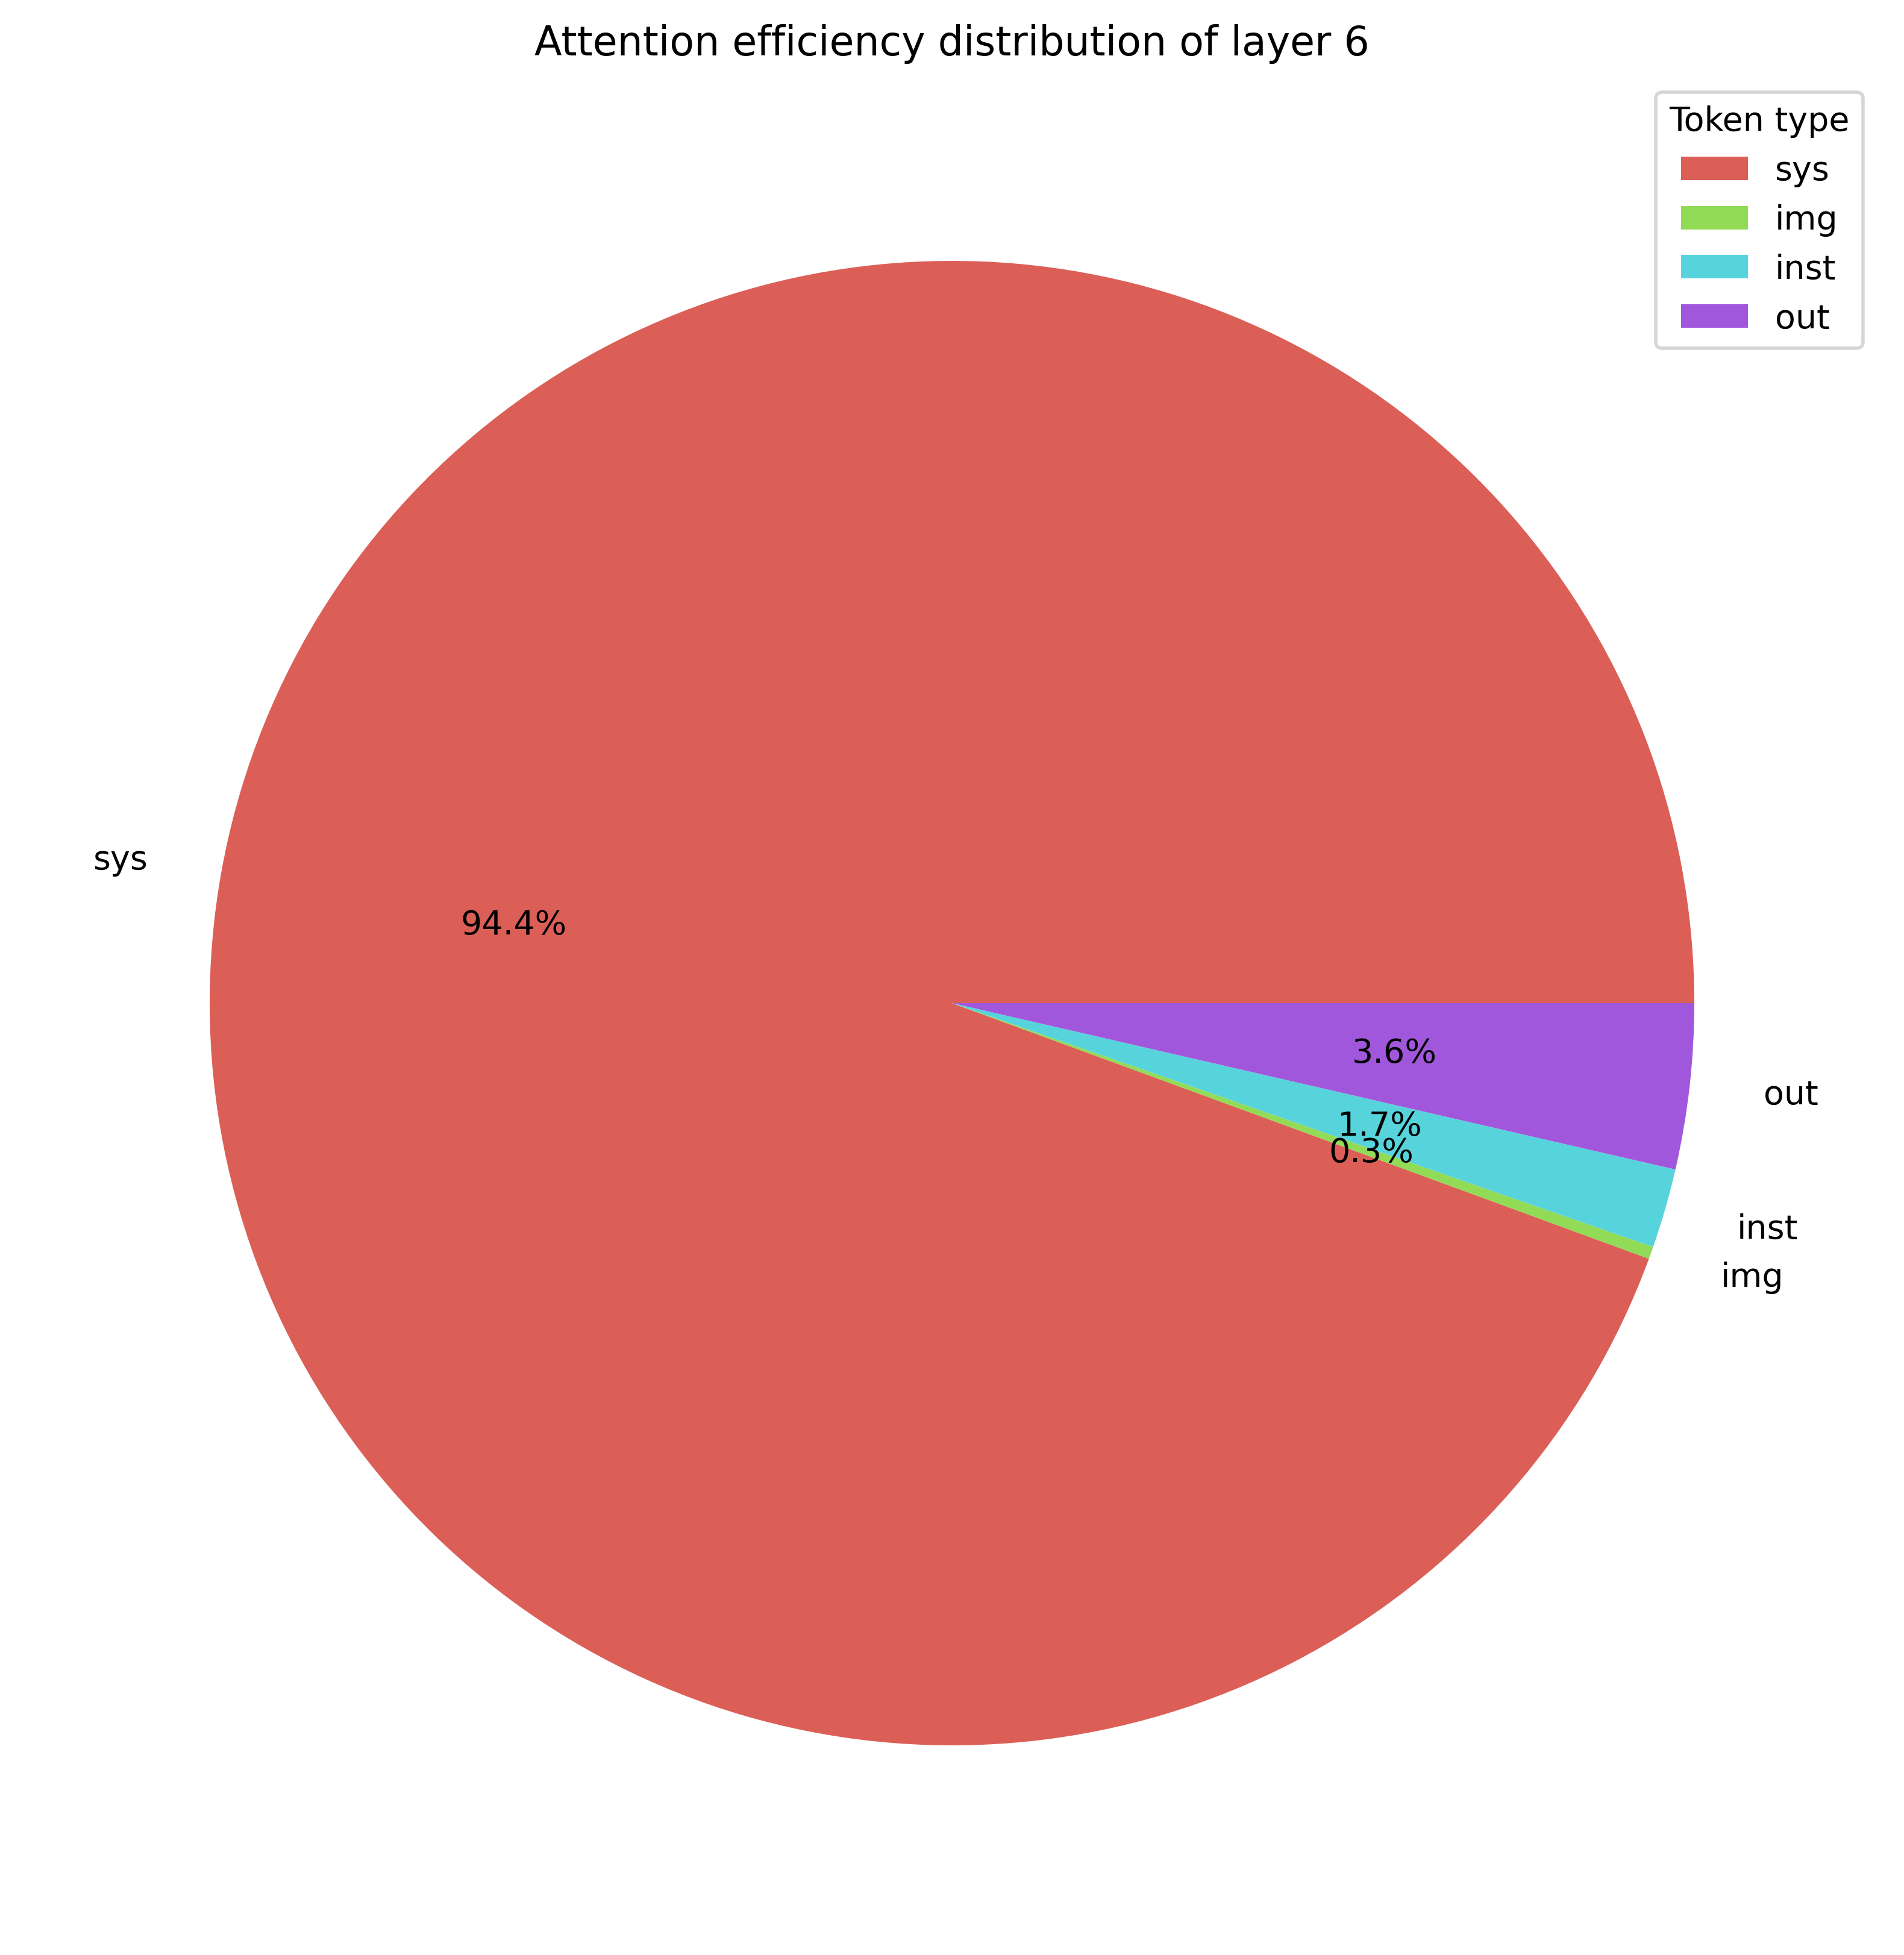 Attention efficiency distribution of layer 6
Token type
sys
img
inst
out
sys
94.4%
3.6%
out
1.7%
0.3%
inst
img